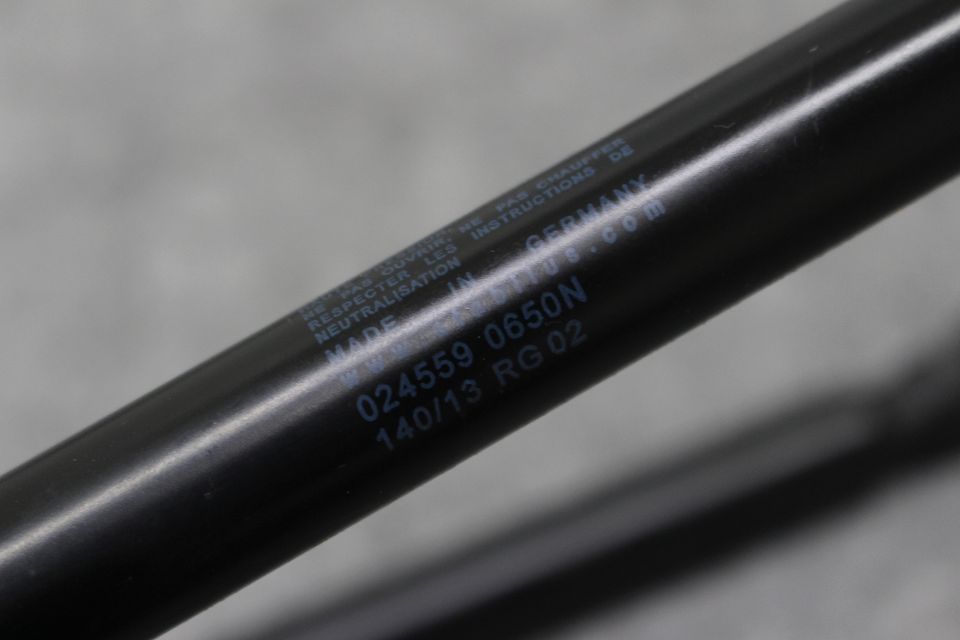 NE PAS OUVRIR, NE PAS CHAUFFER
RESPECTER LES INSTRUCTIONS DE
NEUTRALISATION
MADE IN GERMANY
024559 0650N
140/13 RG 02